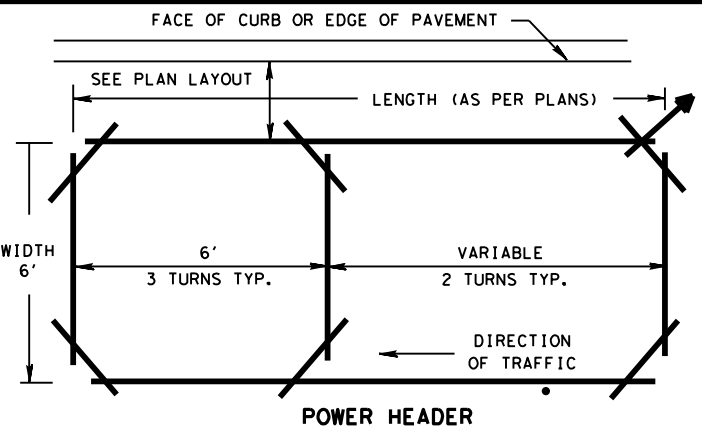 FACE OF CURB OR EDGE OF PAVEMENT
SEE PLAN LAYOUT
LENGTH (AS PER PLANS)
WIDTH
6'
6'
3 TURNS TYP.
VARIABLE
2 TURNS TYP.
DIRECTION
OF TRAFFIC
POWER HEADER